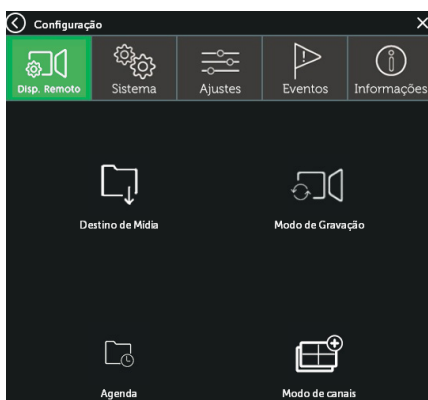 Configuração
Disp. Remoto Sistema Ajustes Eventos Informações
Destino de Mídia Modo de Gravação
Agenda Modo de canais